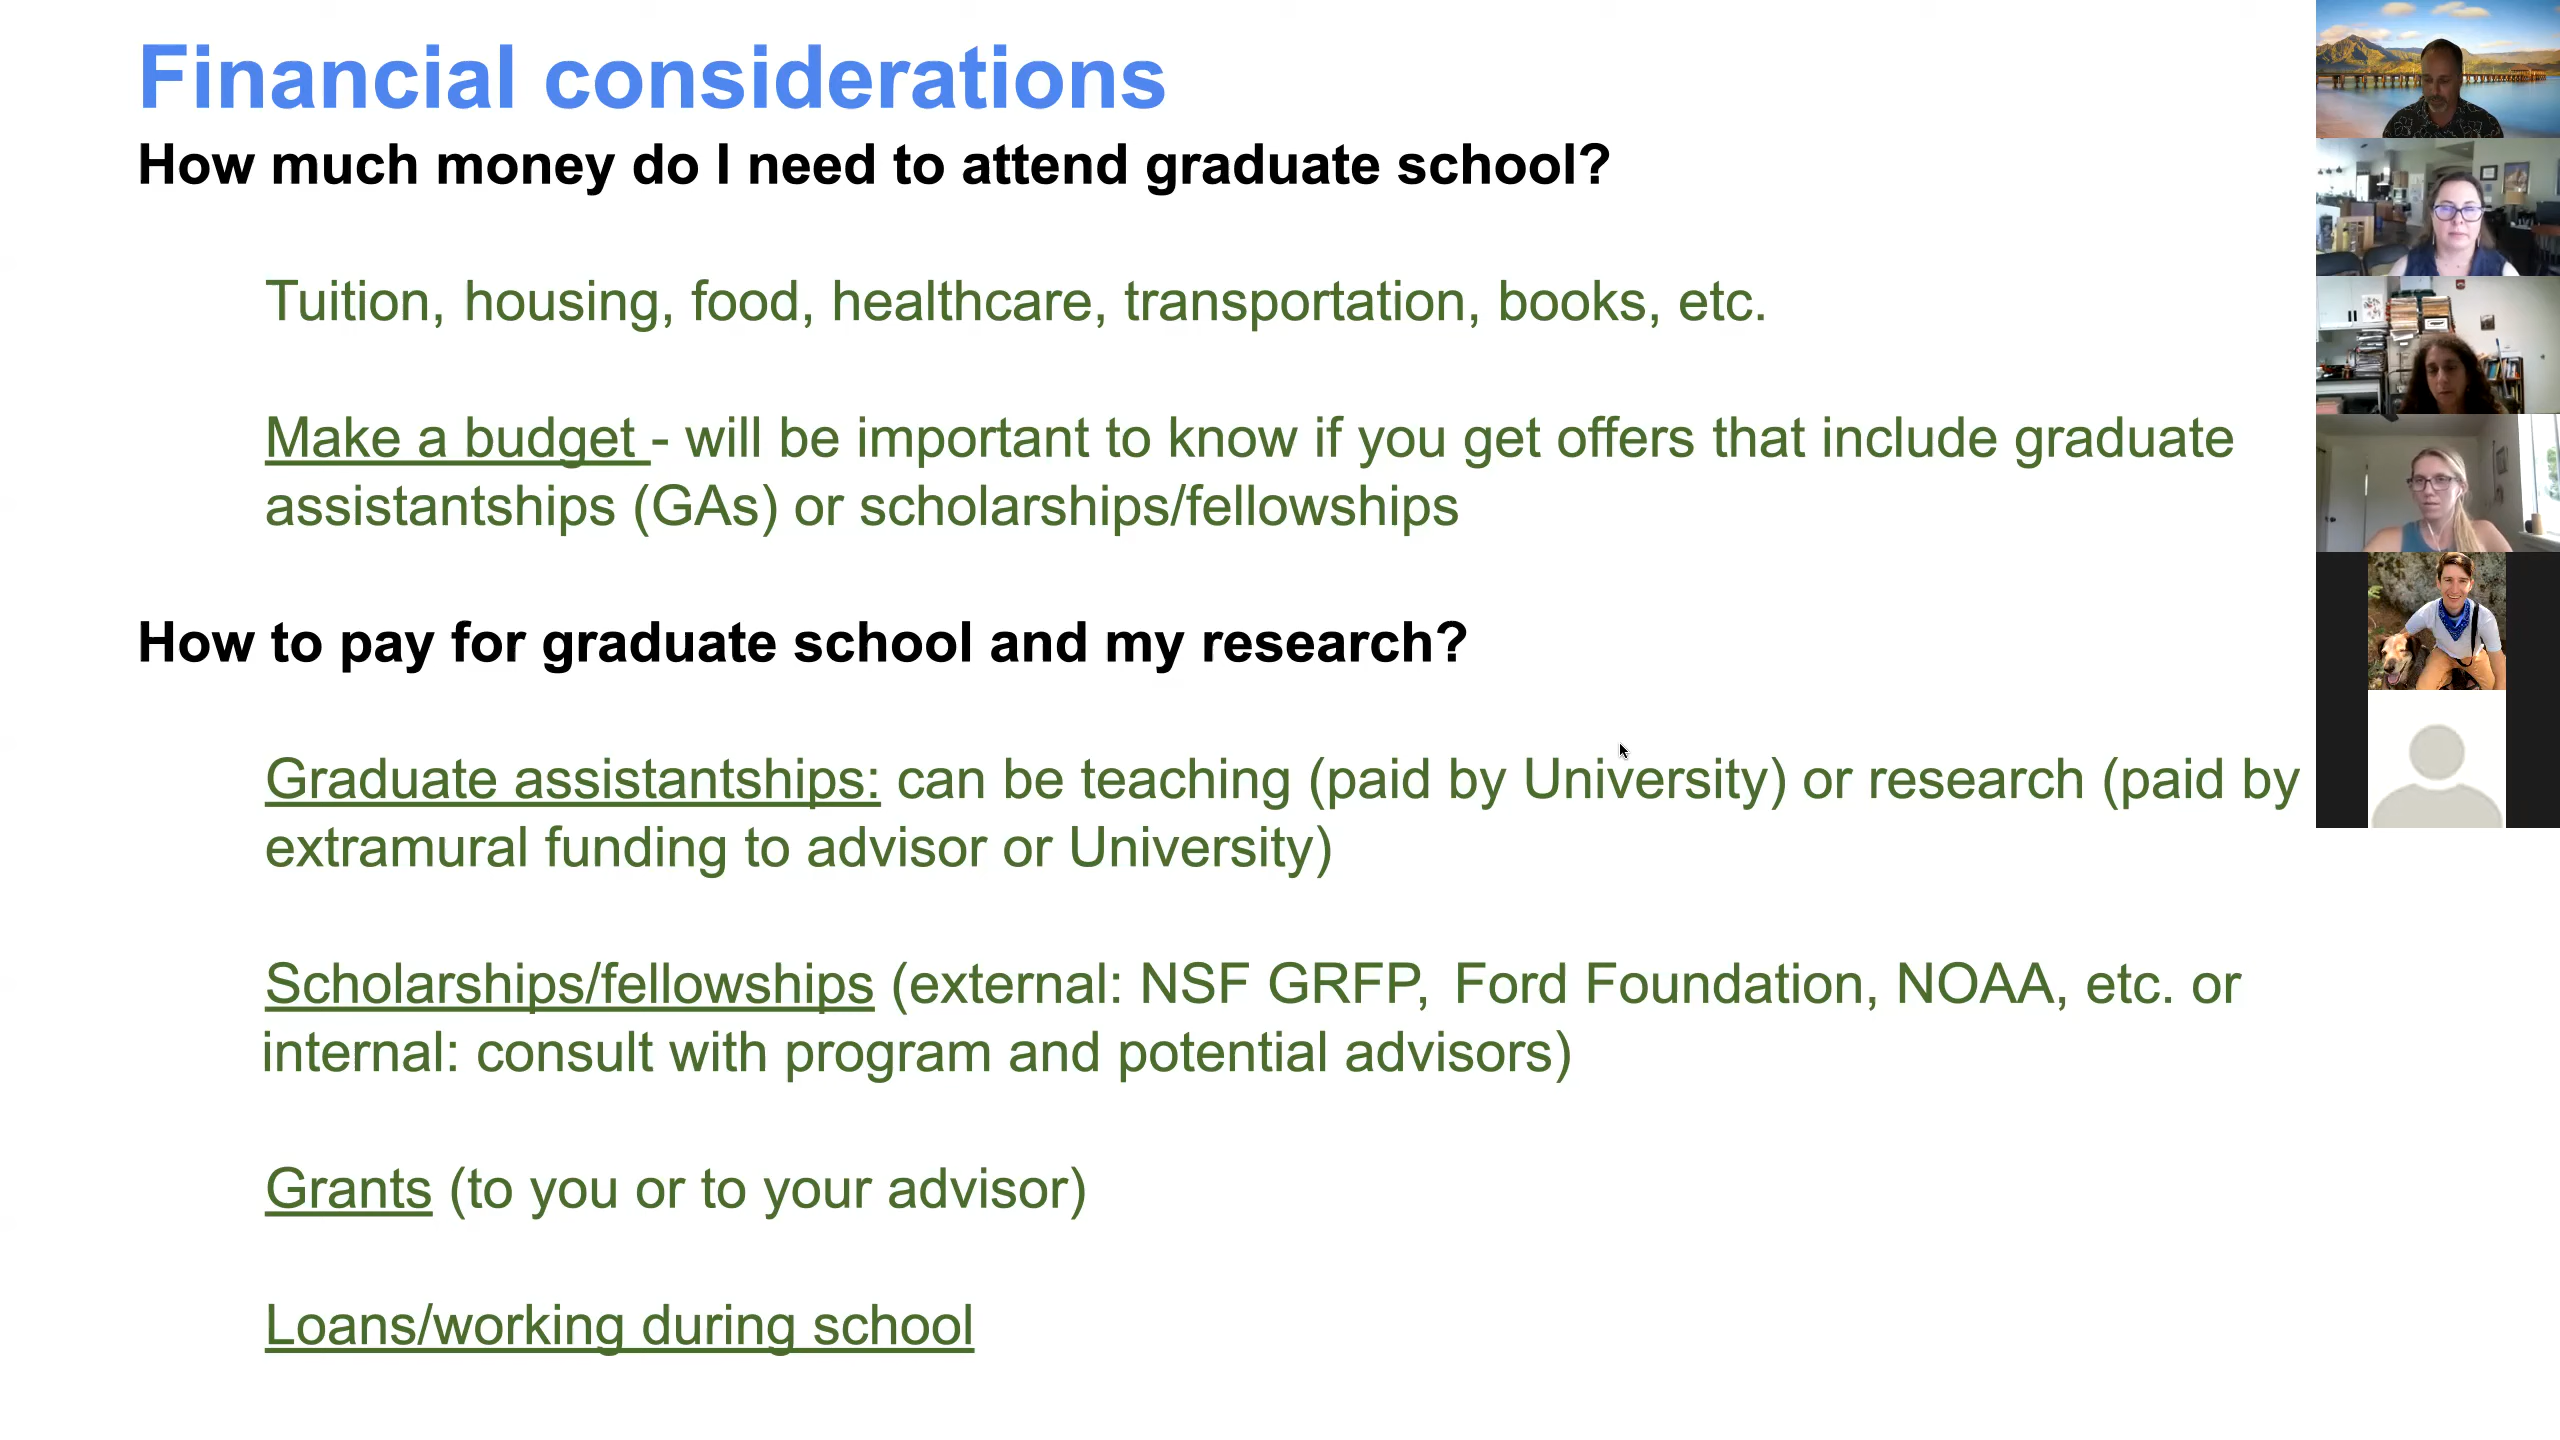 Financial considerations
How much money do I need to attend graduate school?
Tuition, housing, food, healthcare, transportation, books, etc.
Make a budget - will be important to know if you get offers that include graduate
assistantships (GAs) or scholarships/fellowships
How to pay for graduate school and my research?
Graduate assistantships: can be teaching (paid by University) or research (paid by
extramural funding to advisor or University)
Scholarships/fellowships (external: NSF GRFP, Ford Foundation, NOAA, etc. or
internal: consult with program and potential advisors)
Grants (to you or to your advisor)
Loans/working during school